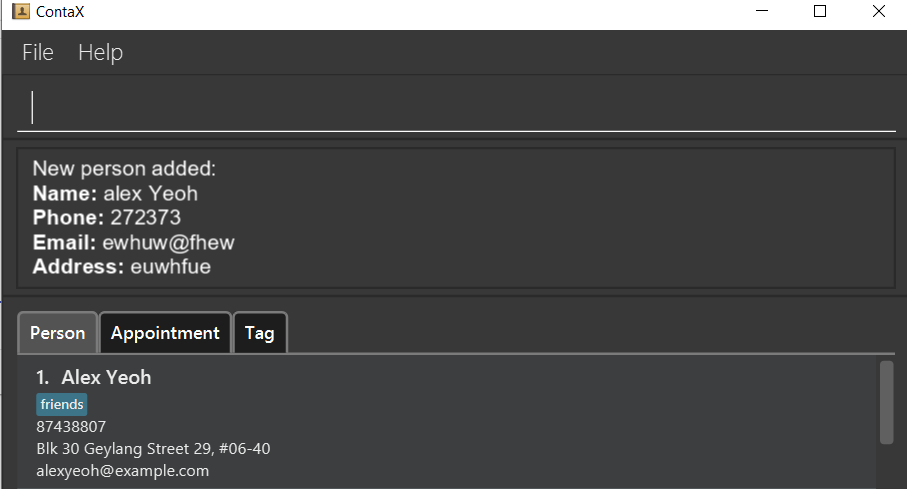 ContaX
File Help
New person added:
Name: alex Yeoh
Phone: 272373
Email: ewhuw@fhew
Address: euwhfue
Person Appointment Tag
1. Alex Yeoh
friends
87438807
Blk 30 Geylang Street 29, #06-40
alexyeoh@example.com